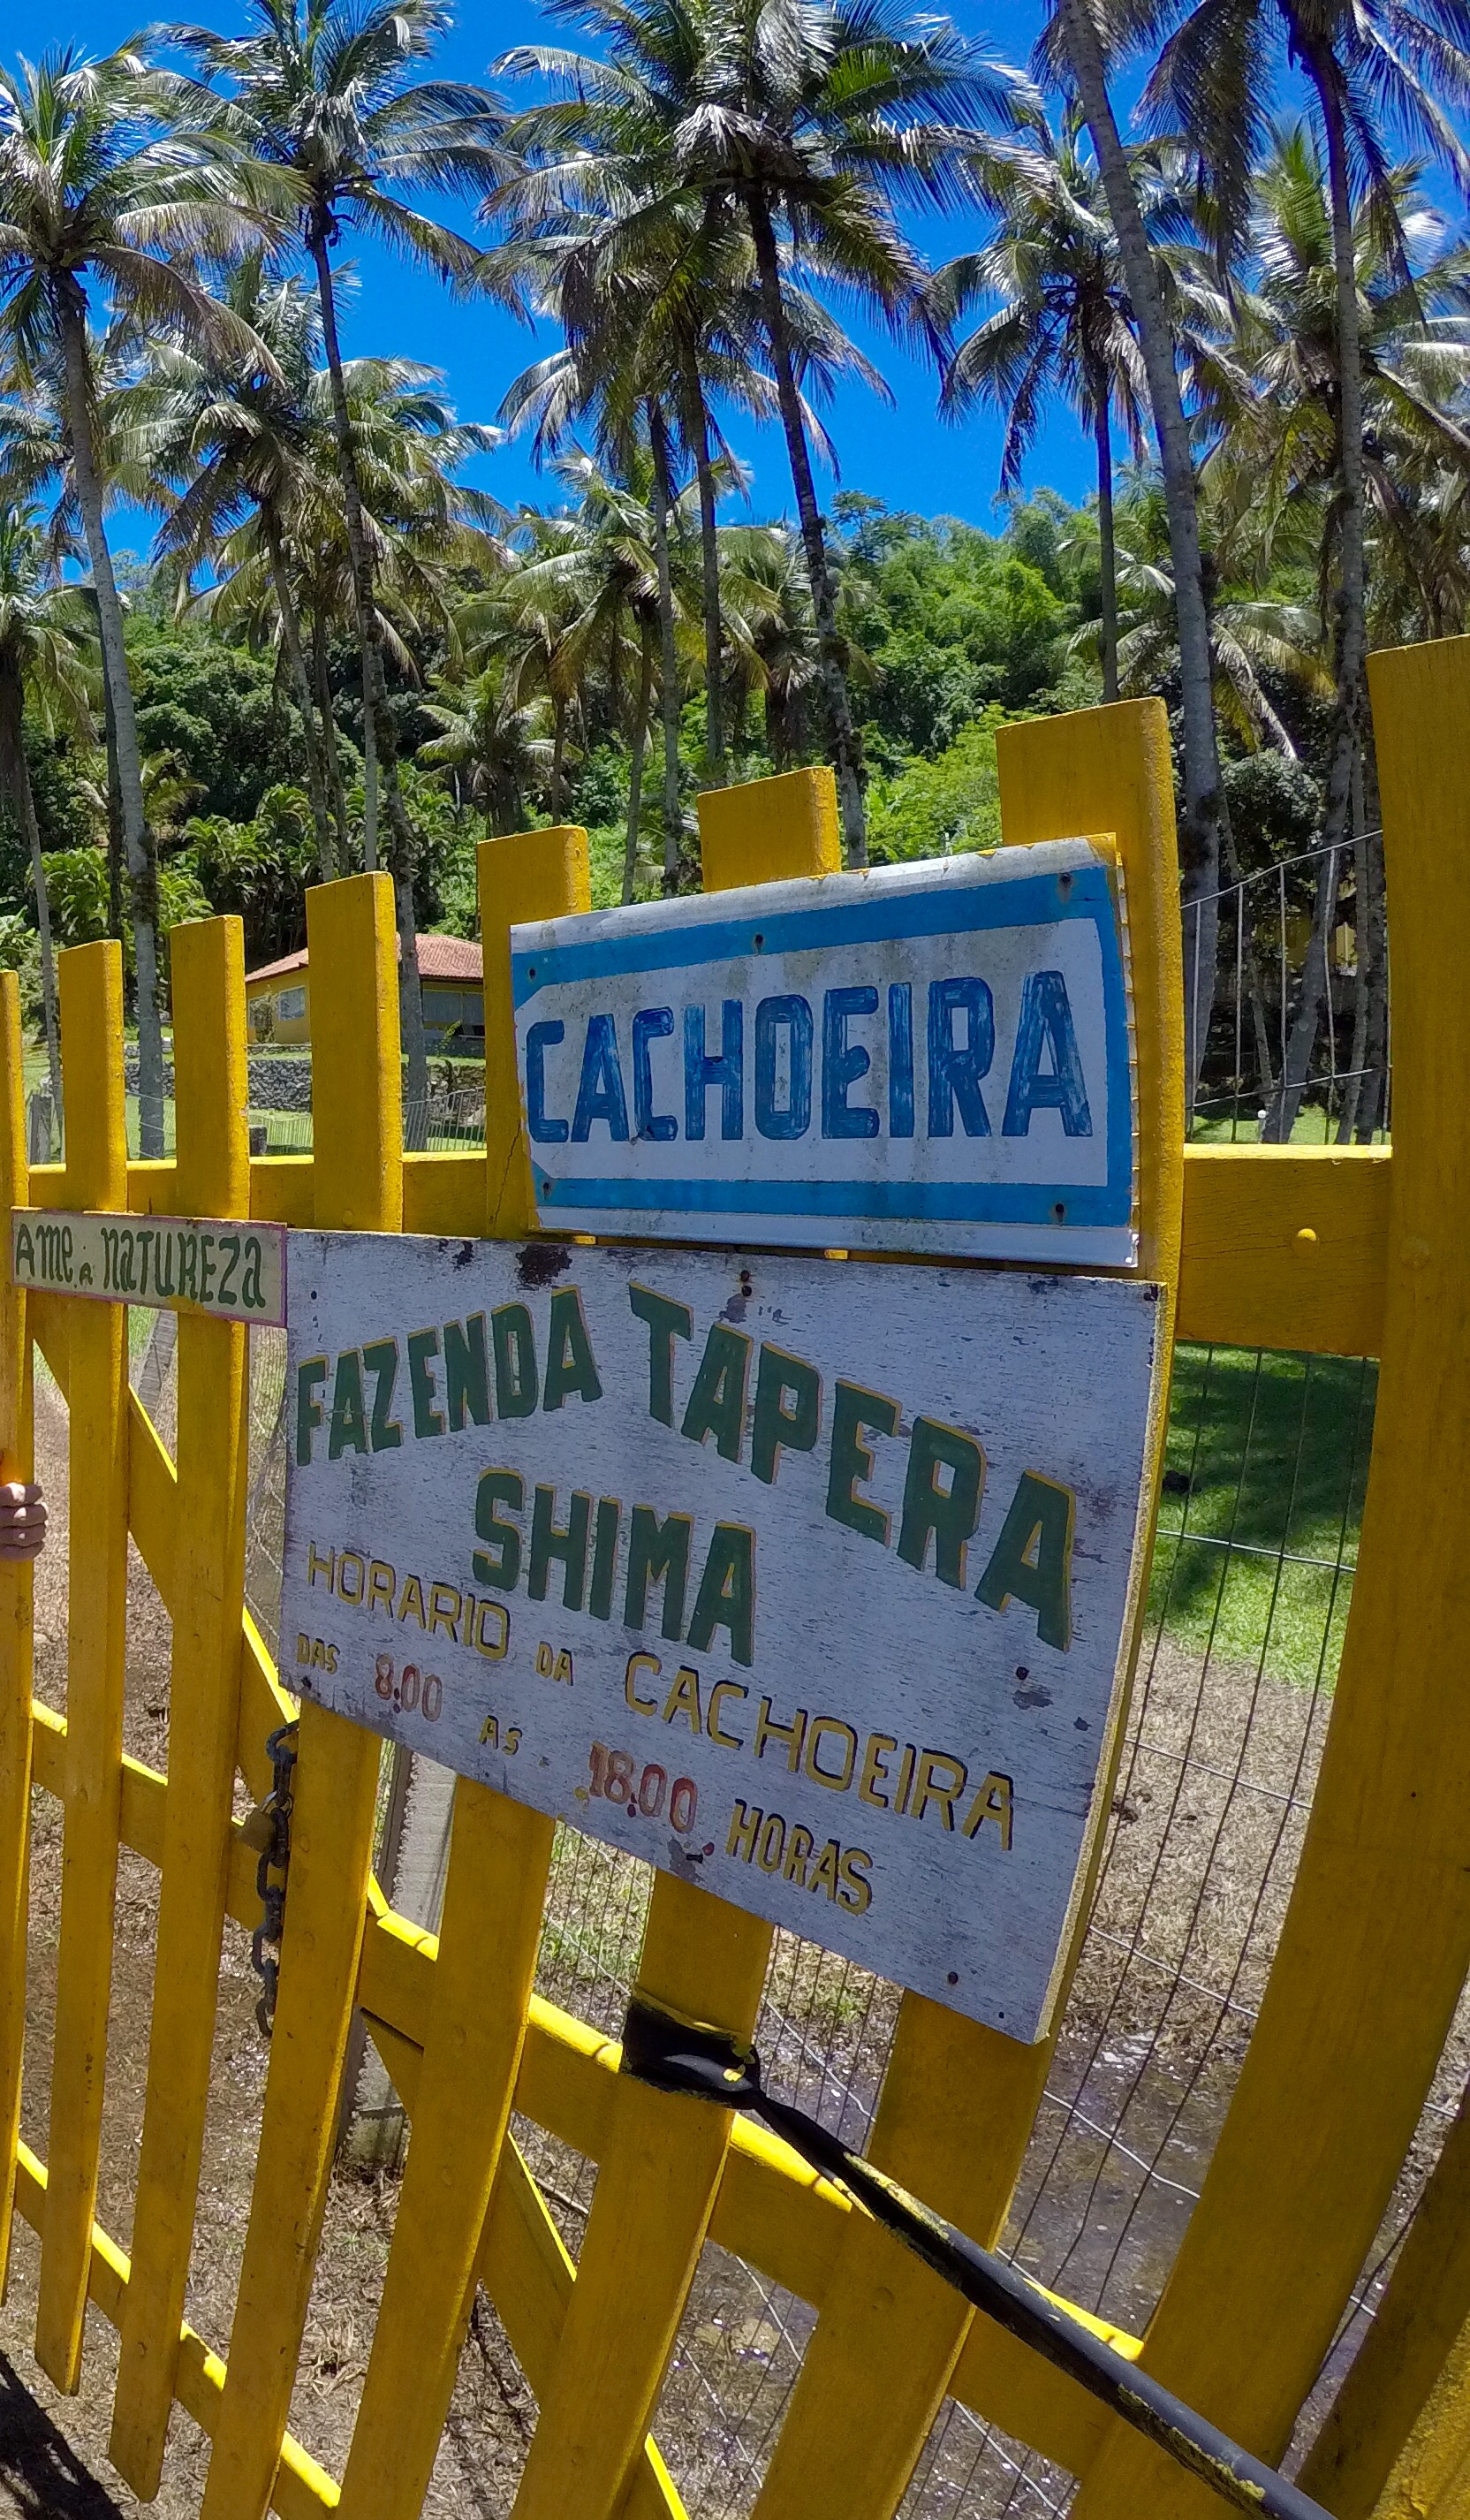 CACHOEIRA
AME A NATUREZA
FAZENDA TAPERA
SHIMA
HORARIO DA CACHOEIRA
DAS 8.00 AS 18.00 HORAS